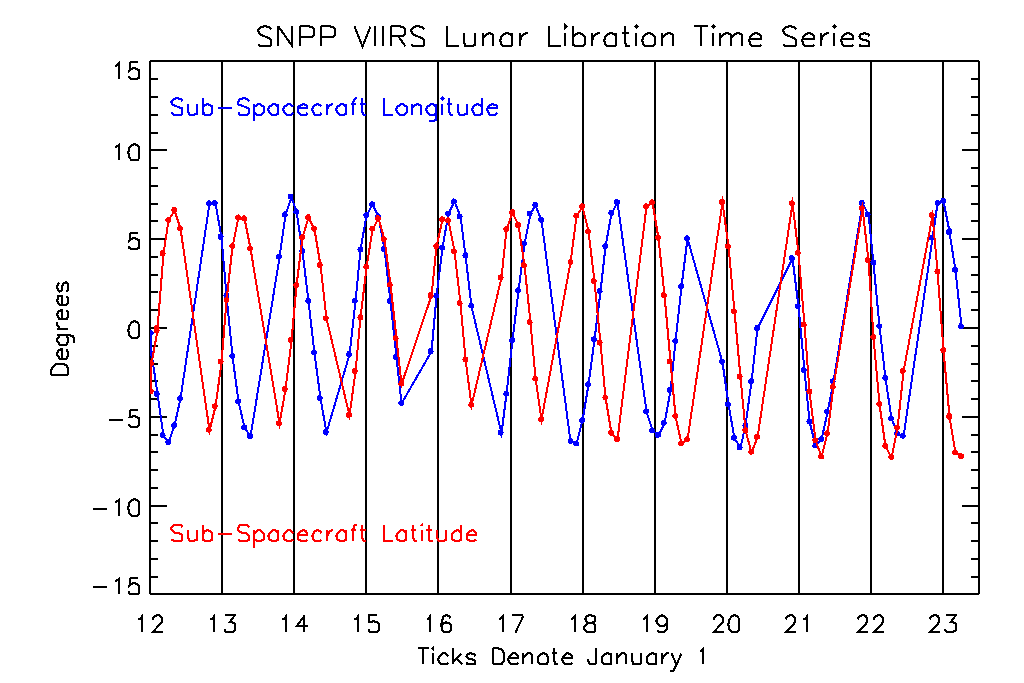 SNPP VIIRS Lunar Libration Time Series
15
Sub-Spacecraft Longitude
10
5
0
Degrees
-5
-10
Sub-Spacecraft Latitude
-15
12 13 14 15 16 17 18 19 20 21 22 23
Ticks Denote January 1